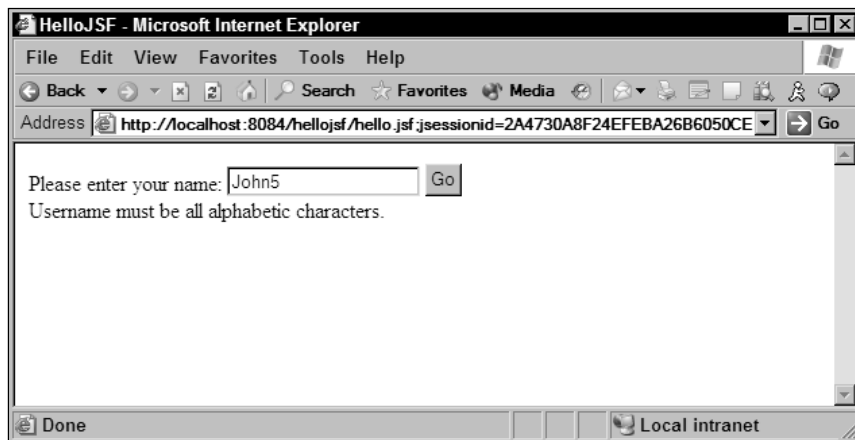 HelloJSF - Microsoft Internet Explorer
File Edit View Favorites Tools Help
Back Search Favorites Media
Address http://localhost:8084/hellojsf/hello.jsf;jsessionid=2A4730A8F24EFEBA26B6050CE Go
Please enter your name: John5 Go
Username must be all alphabetic characters.
Done Local intranet